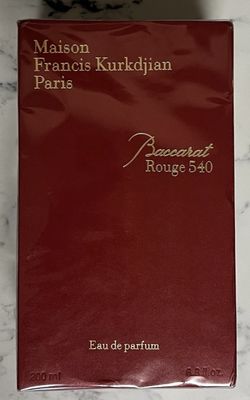 Maison
Francis Kurkdjian
Paris
Baccarat
Rouge 540
Eau de parfum
200 ml 6.8 fl.oz.